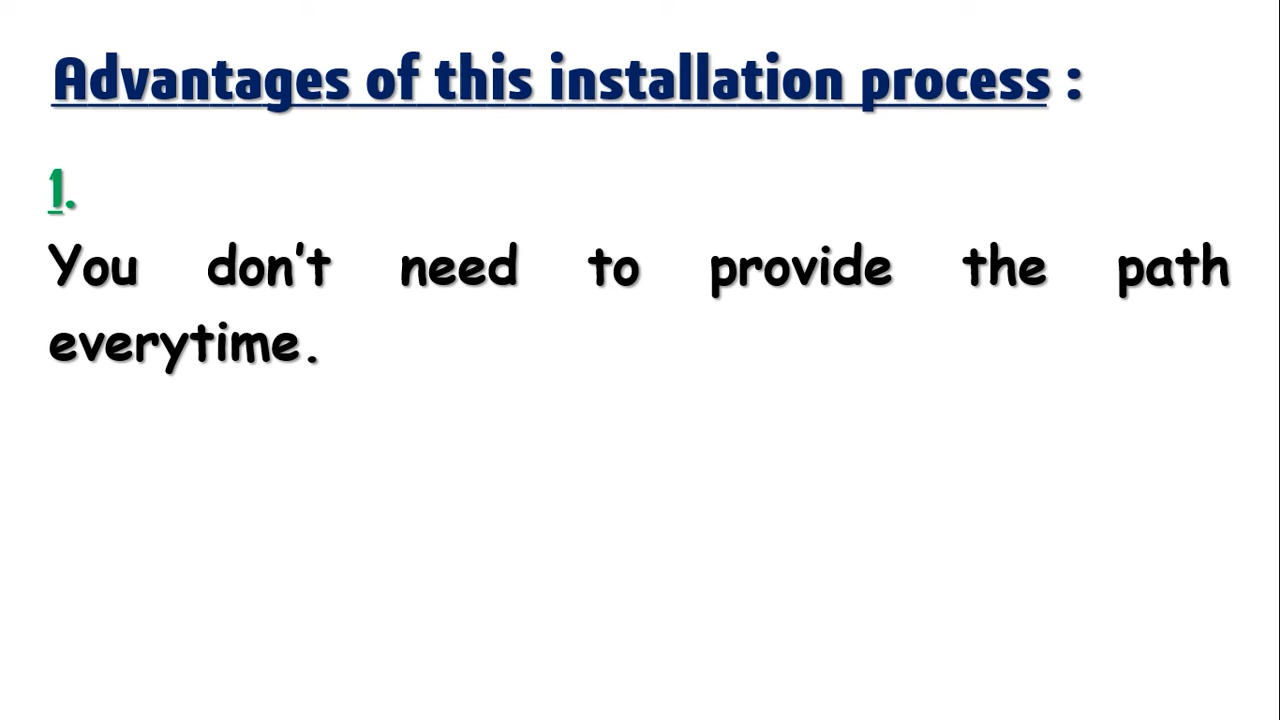 Advantages of this installation process :
1.
You don't need to provide the path
everytime.